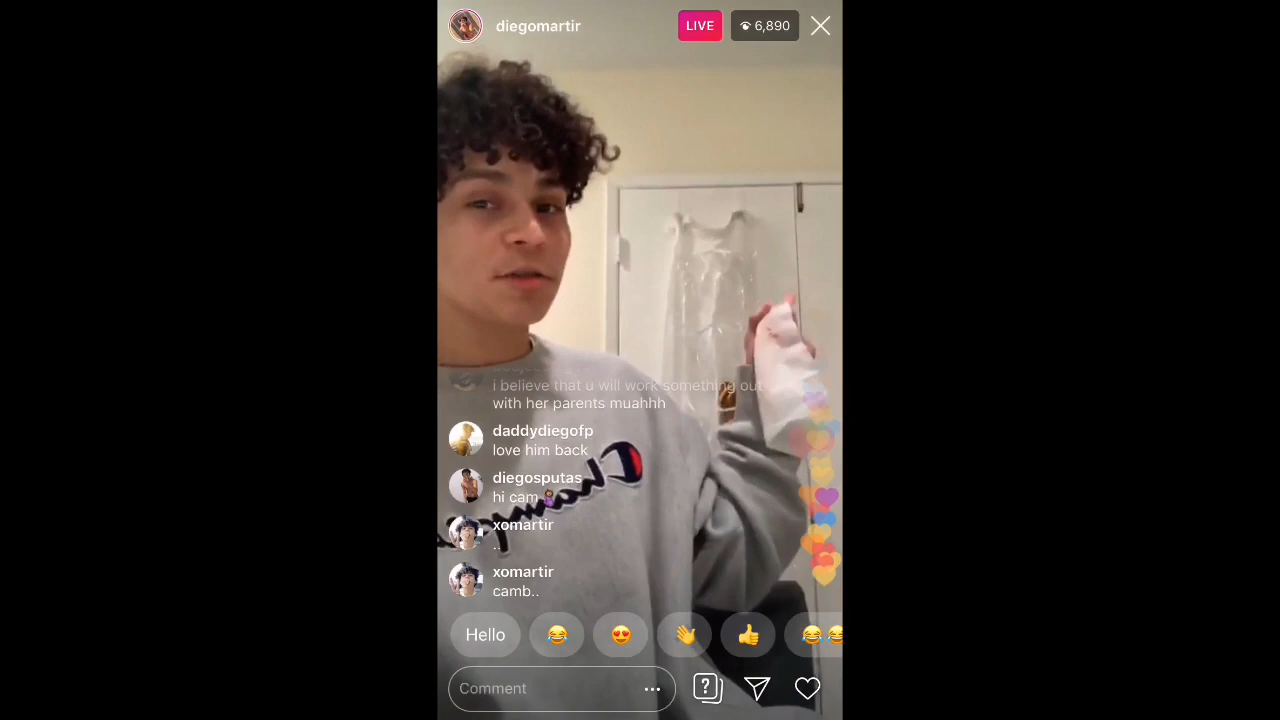 diegomartir
LIVE
6,890
i believe that u will work something out
with her parents muahhh
daddydiegofp
love him back
diegosputas
hi cam
Champion
xomartir
..
xomartir
camb..
Hello
Comment